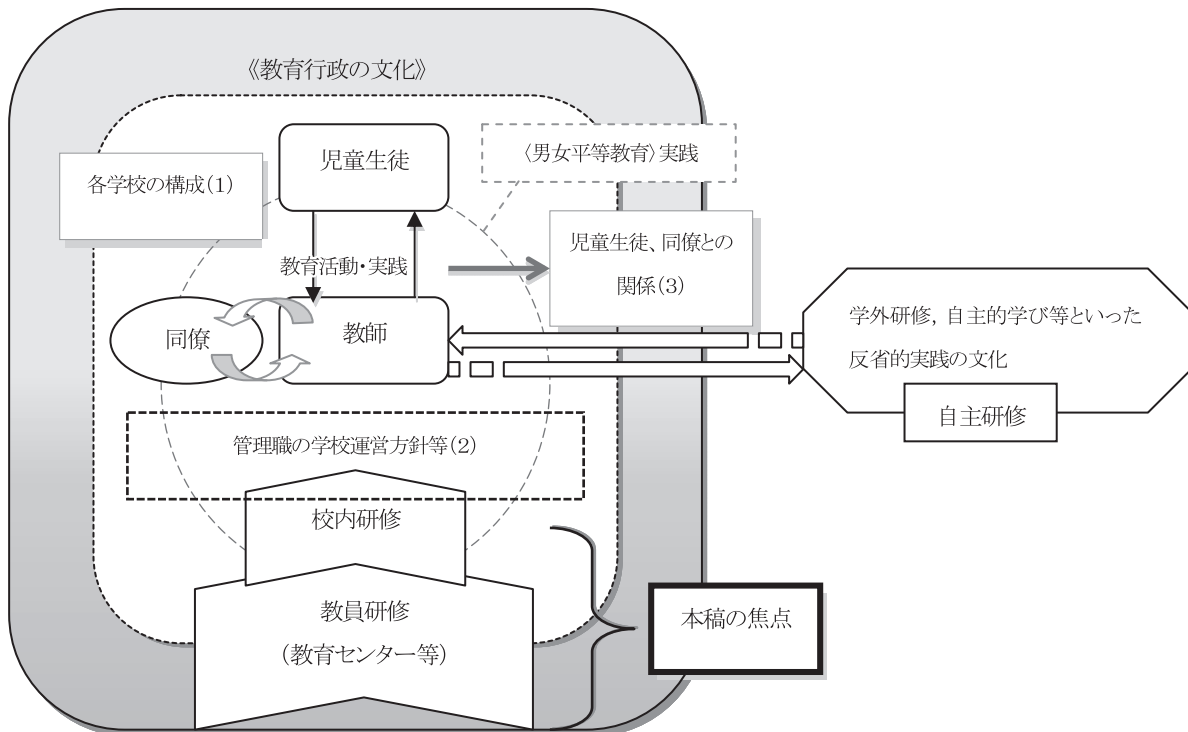 《教育行政の文化》
児童生徒
〈男女平等教育〉実践
各学校の構成(1)
児童生徒、同僚との
関係(3)
教育活動・実践
学外研修, 自主的学び等といった
反省的実践の文化
同僚
教師
自主研修
管理職の学校運営方針等(2)
校内研修
教員研修
(教育センター等)
本稿の焦点